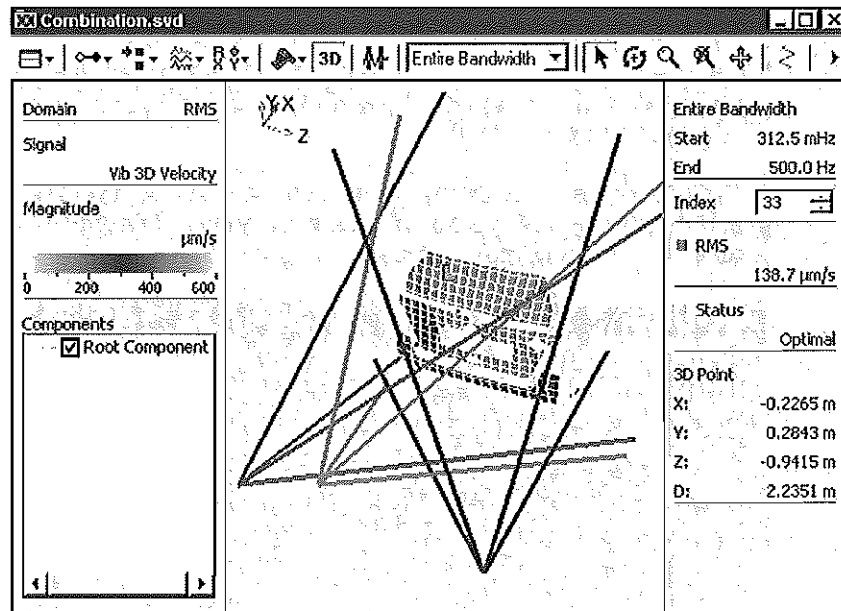 Combination.svd
3D
Entire Bandwidth
Domain RMS
Signal
Vib 3D Velocity
Magnitude
µm/s
0 200 400 600
Components
Root Component
Y X
Z
Entire Bandwidth
Start 312.5 mHz
End 500.0 Hz
Index 33
RMS
138.7 µm/s
Status
Optimal
3D Point
X: -0.2265 m
Y: 0.2843 m
Z: -0.9415 m
D: 2.2351 m